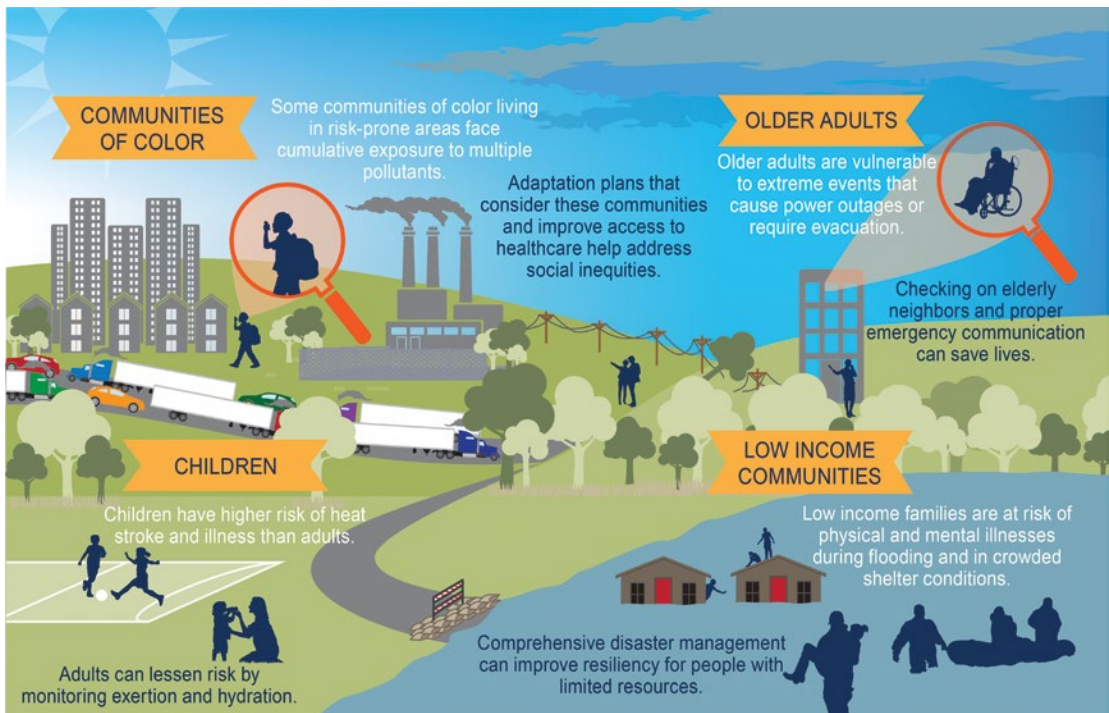 COMMUNITIES
OF COLOR
Some communities of color living
in risk-prone areas face
cumulative exposure to multiple
pollutants.
Adaptation plans that
consider these communities
and improve access to
healthcare help address
social inequities.
OLDER ADULTS
Older adults are vulnerable
to extreme events that
cause power outages or
require evacuation.
Checking on elderly
neighbors and proper
emergency communication
can save lives.
CHILDREN
Children have higher risk of heat
stroke and illness than adults.
Adults can lessen risk by
monitoring exertion and hydration.
LOW INCOME
COMMUNITIES
Low income families are at risk of
physical and mental illnesses
during flooding and in crowded
shelter conditions.
Comprehensive disaster management
can improve resiliency for people with
limited resources.